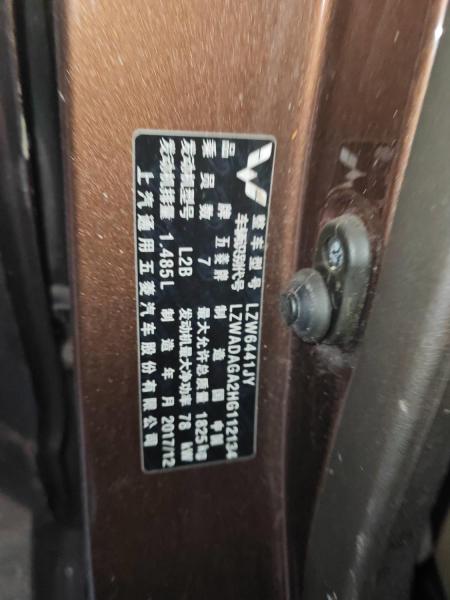 整车型号 LZW6441JY
车辆识别代号 LZWADAGA2HG112134
品牌 五菱牌 制造国 中国
乘员数 7 最大允许总质量 1825kg
发动机型号 L2B 发动机最大净功率 78 kW
发动机排量 1.485L 制造年月 2017/12
上汽通用五菱汽车股份有限公司